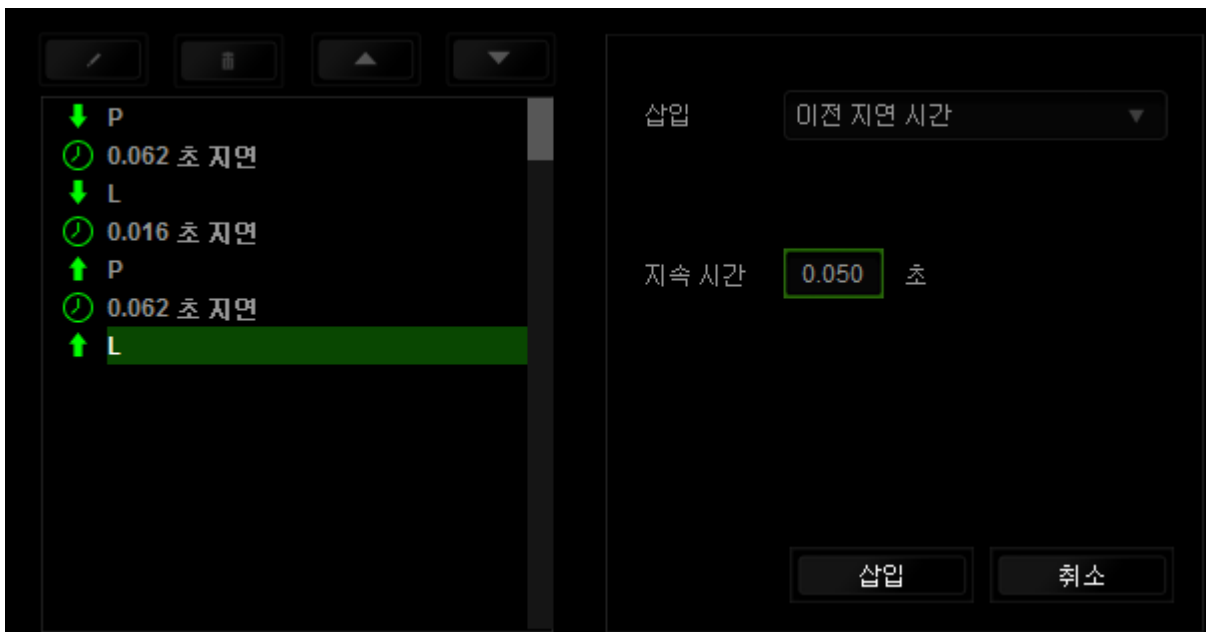 P
0.062 초 지연
L
0.016 초 지연
P
0.062 초 지연
L
삽입 이전 지연 시간
지속 시간 0.050 초
삽입 취소